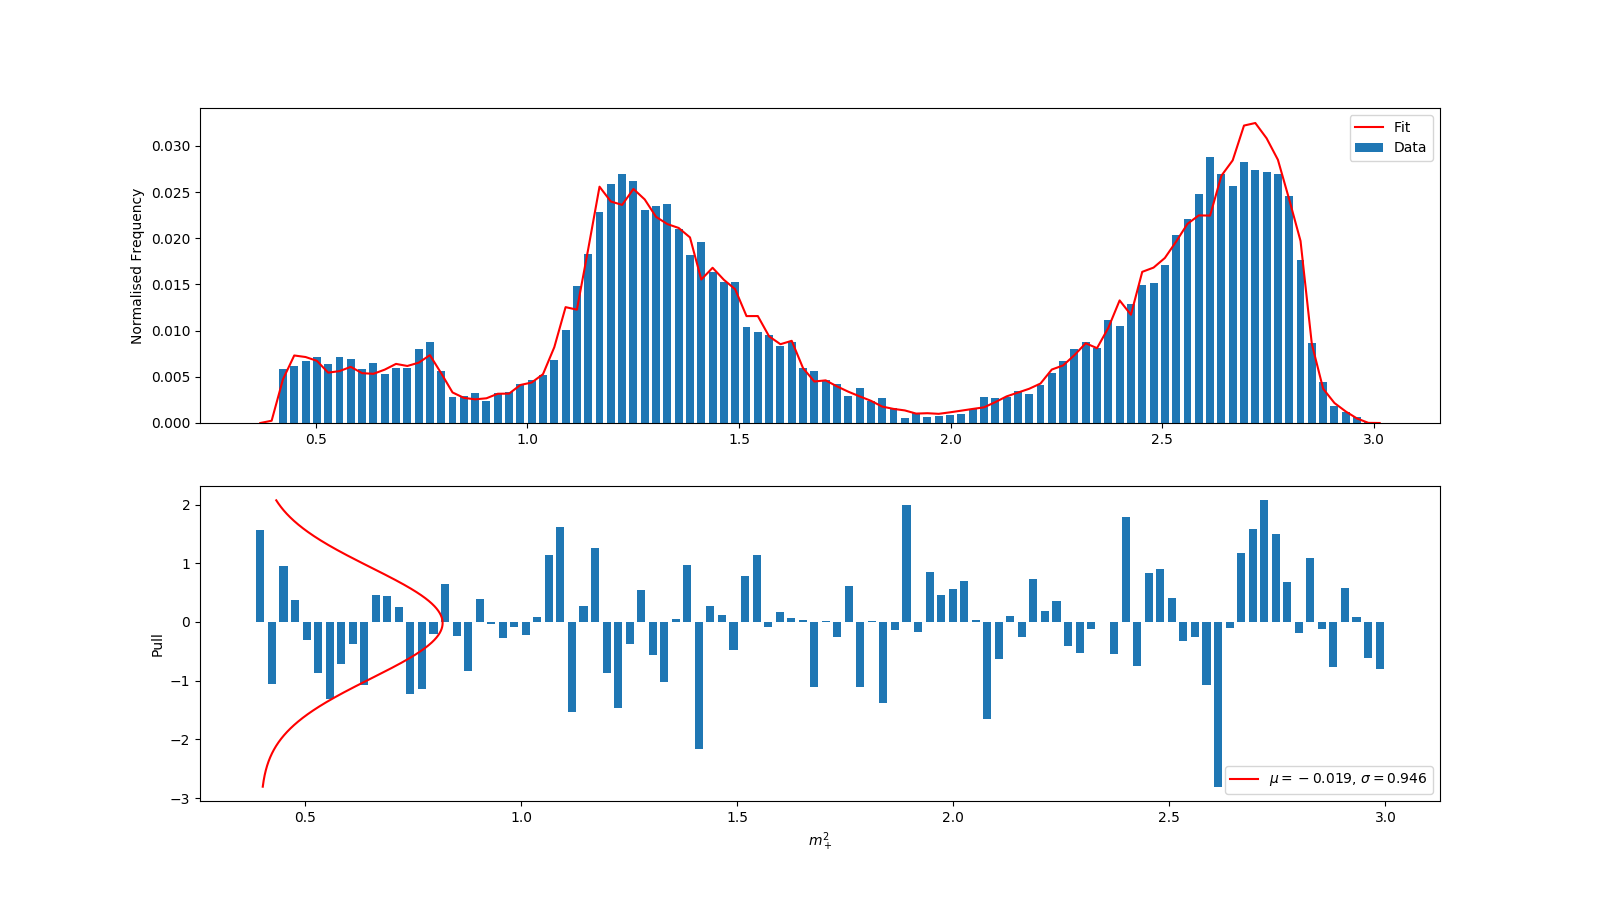 Normalised Frequency
0.030
0.025
0.020
0.015
0.010
0.005
0.000
0.5 1.0 1.5 2.0 2.5 3.0
Fit
Data
Pull
2
1
0
−1
−2
−3
0.5 1.0 1.5 2.0 2.5 3.0
μ = −0.019, σ = 0.946
m²₊